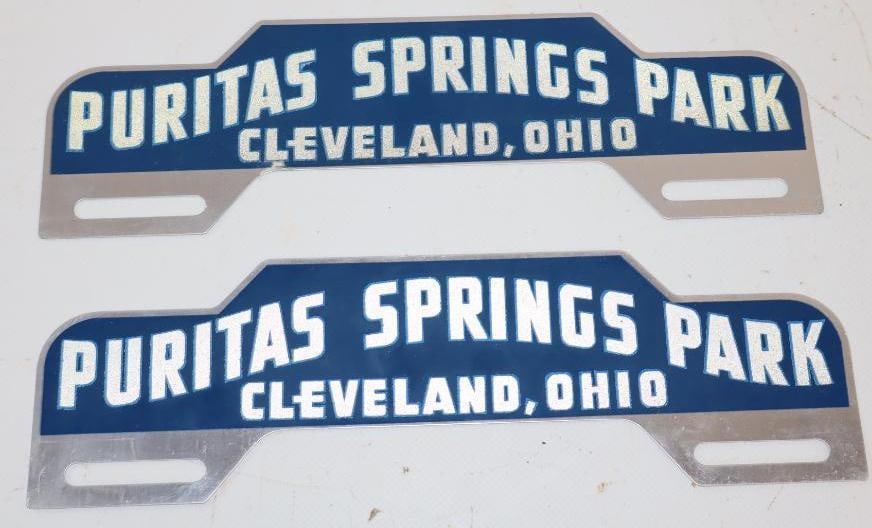 PURITAS SPRINGS PARK
CLEVELAND, OHIO
PURITAS SPRINGS PARK
CLEVELAND, OHIO